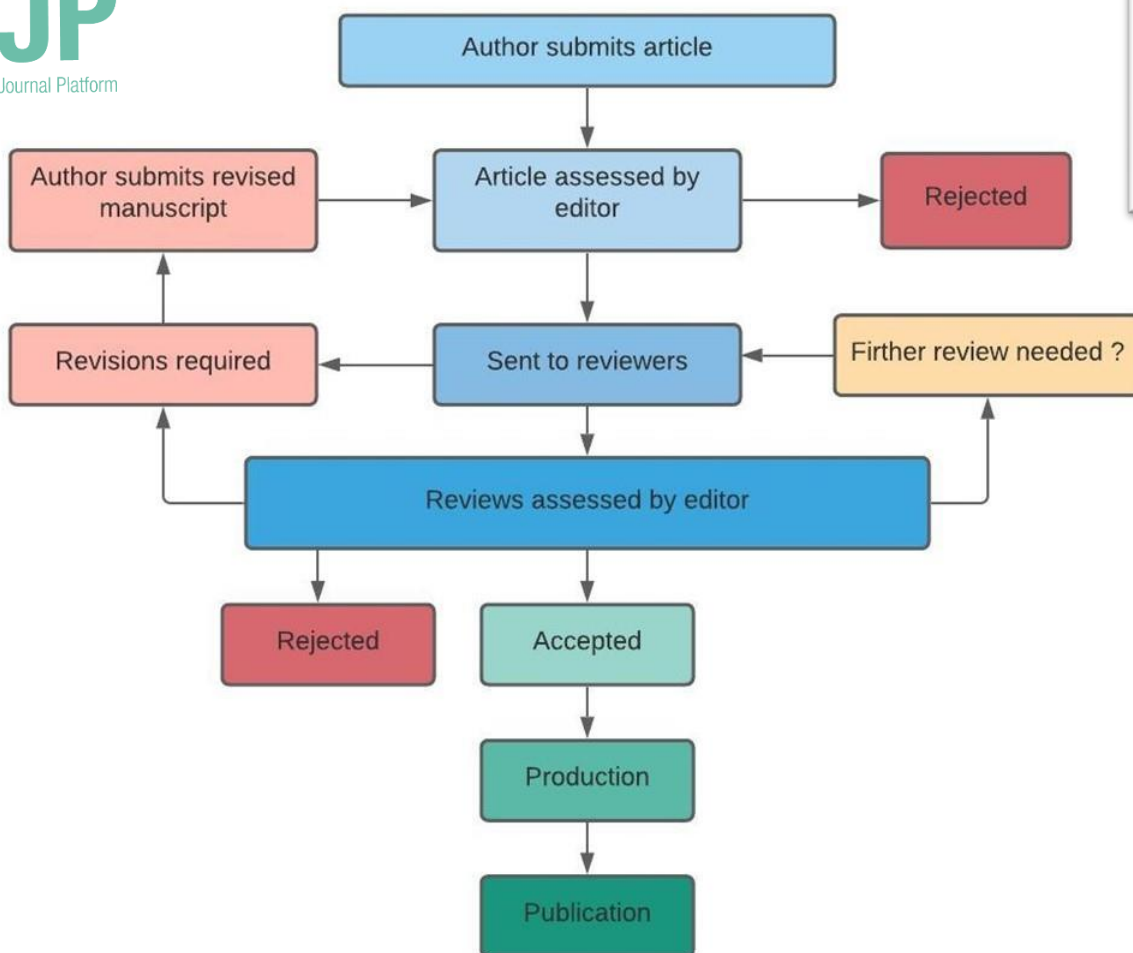 JP
Journal Platform
Author submits article
Author submits revised
manuscript
Article assessed by
editor
Rejected
Revisions required
Sent to reviewers
Firther review needed ?
Reviews assessed by editor
Rejected
Accepted
Production
Publication